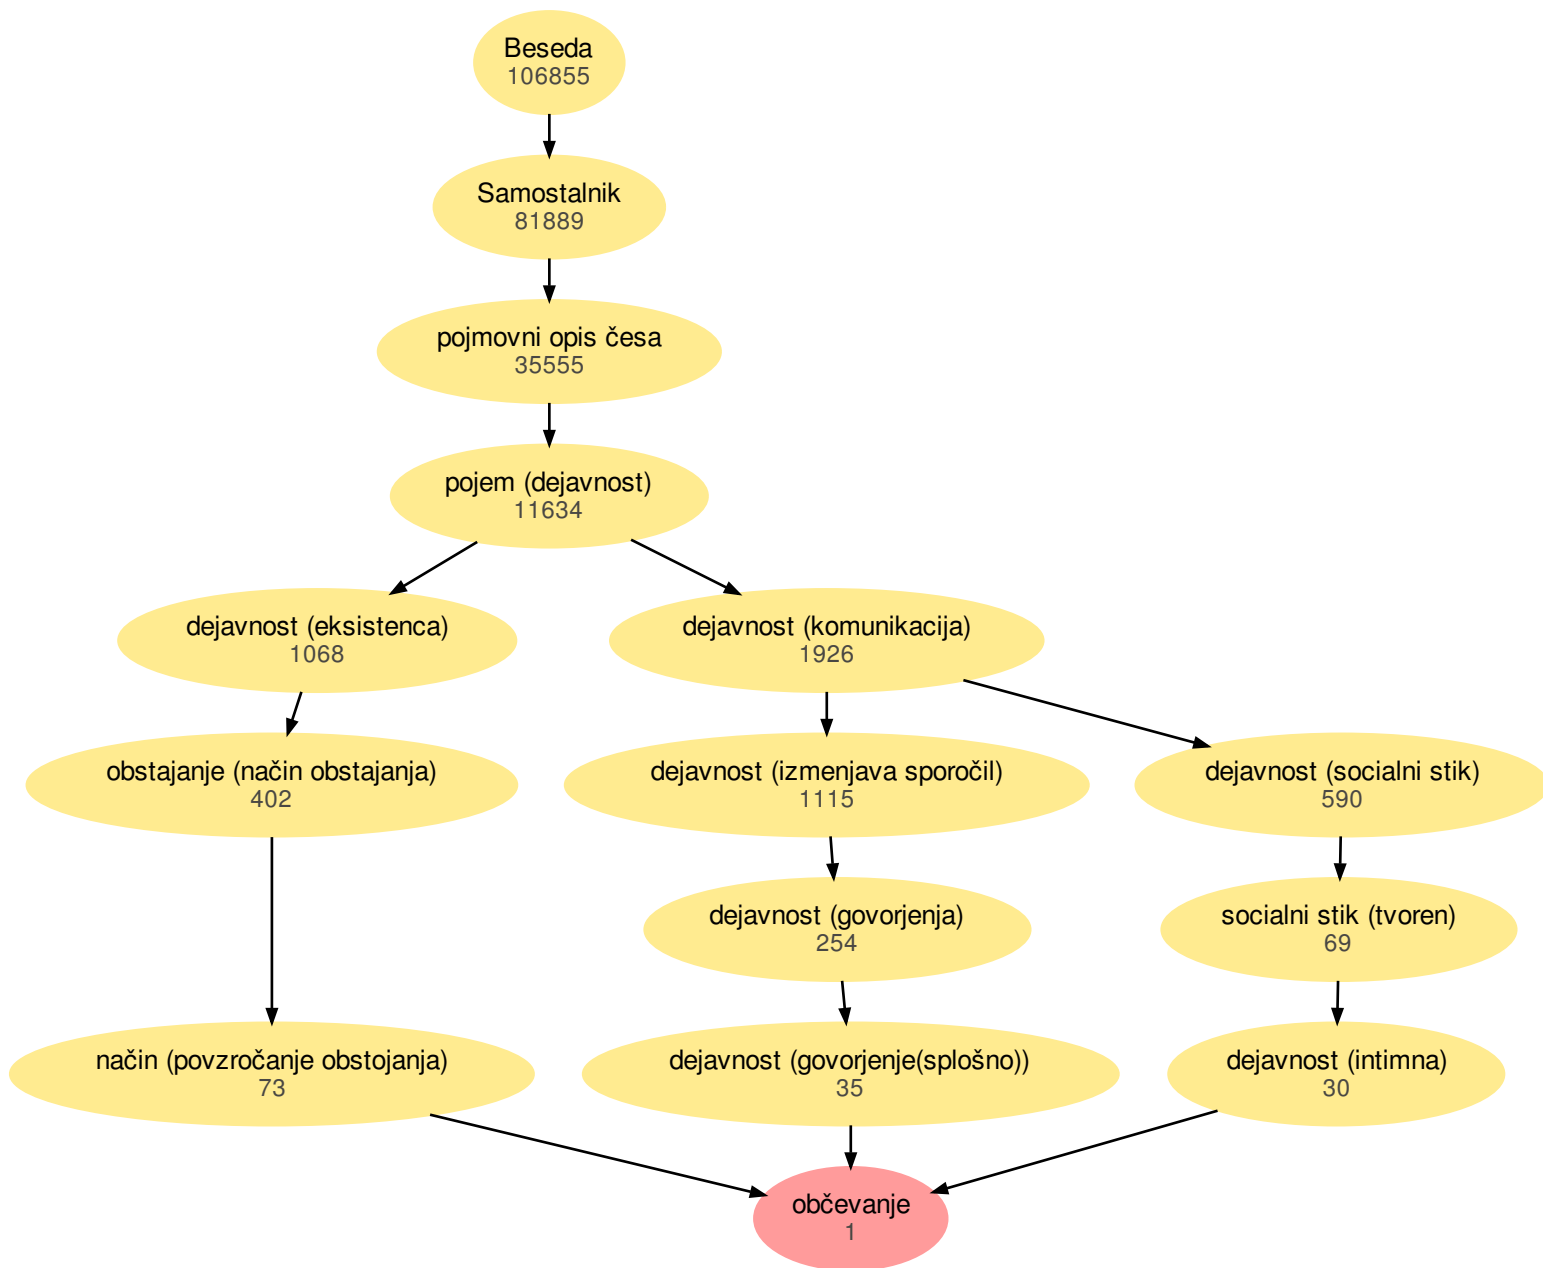 Beseda
106855
Samostalnik
81889
pojmovni opis česa
35555
pojem (dejavnost)
11634
dejavnost (eksistenca)
1068
dejavnost (komunikacija)
1926
obstajanje (način obstajanja)
402
dejavnost (izmenjava sporočil)
1115
dejavnost (socialni stik)
590
dejavnost (govorjenja)
254
socialni stik (tvoren)
69
način (povzročanje obstojanja)
73
dejavnost (govorjenje(splošno))
35
dejavnost (intimna)
30
občevanje
1